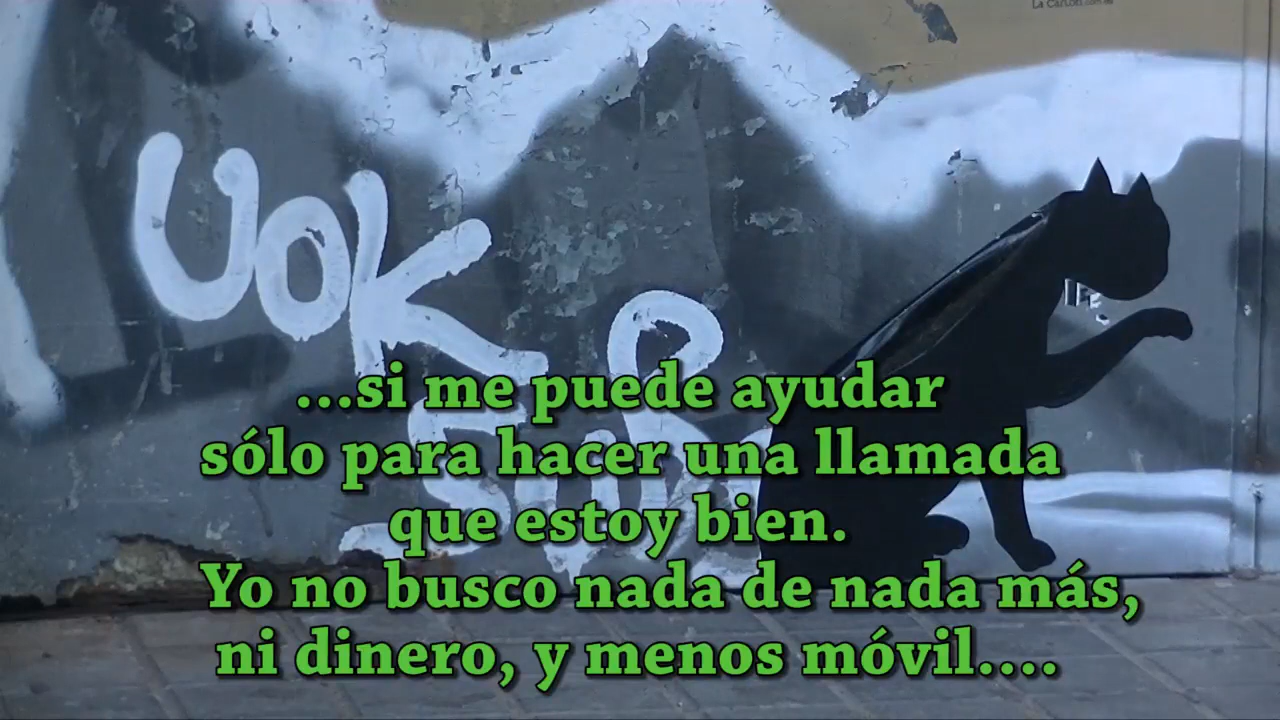 UOK
...si me puede ayudar
sólo para hacer una llamada
que estoy bien.
Yo no busco nada de nada más,
ni dinero, y menos móvil....